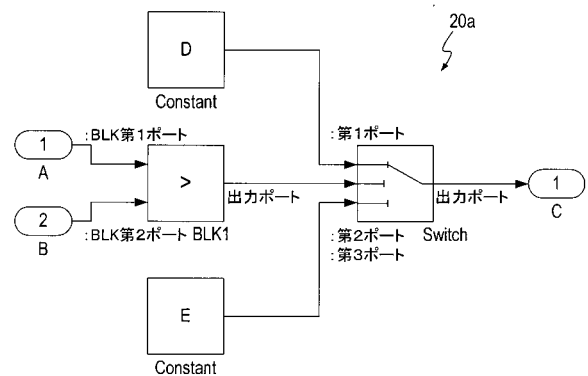 20a
D
Constant
:BLK第1ポート
:第1ポート
1
A
>
出力ポート
出力ポート
1
C
2
B
:BLK第2ポート BLK1
:第2ポート
:第3ポート
Switch
E
Constant